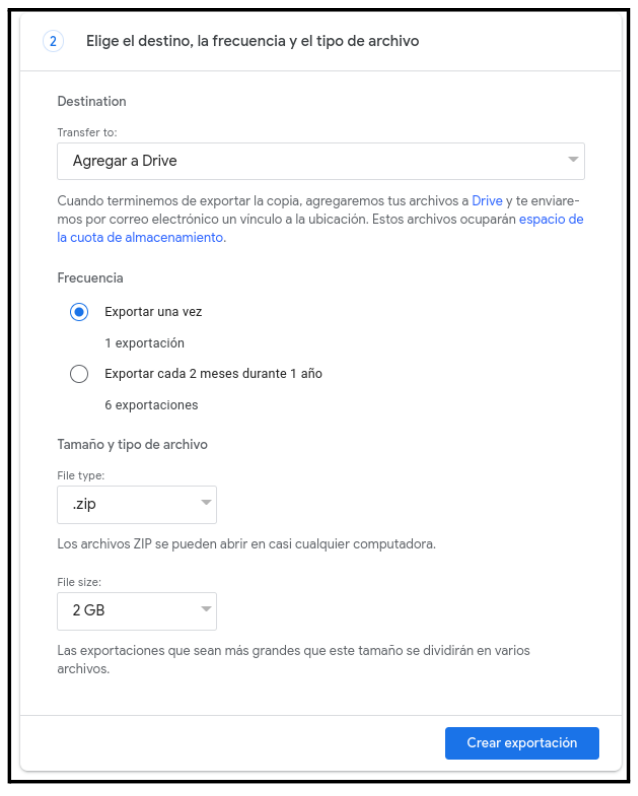 2
Elige el destino, la frecuencia y el tipo de archivo
Destination
Transfer to:
Agregar a Drive
Cuando terminemos de exportar la copia, agregaremos tus archivos a Drive y te enviare-
mos por correo electrónico un vínculo a la ubicación. Estos archivos ocuparán espacio de
la cuota de almacenamiento.
Frecuencia
Exportar una vez
1 exportación
Exportar cada 2 meses durante 1 año
6 exportaciones
Tamaño y tipo de archivo
File type:
.zip
Los archivos ZIP se pueden abrir en casi cualquier computadora.
File size:
2 GB
Las exportaciones que sean más grandes que este tamaño se dividirán en varios
archivos.
Crear exportación